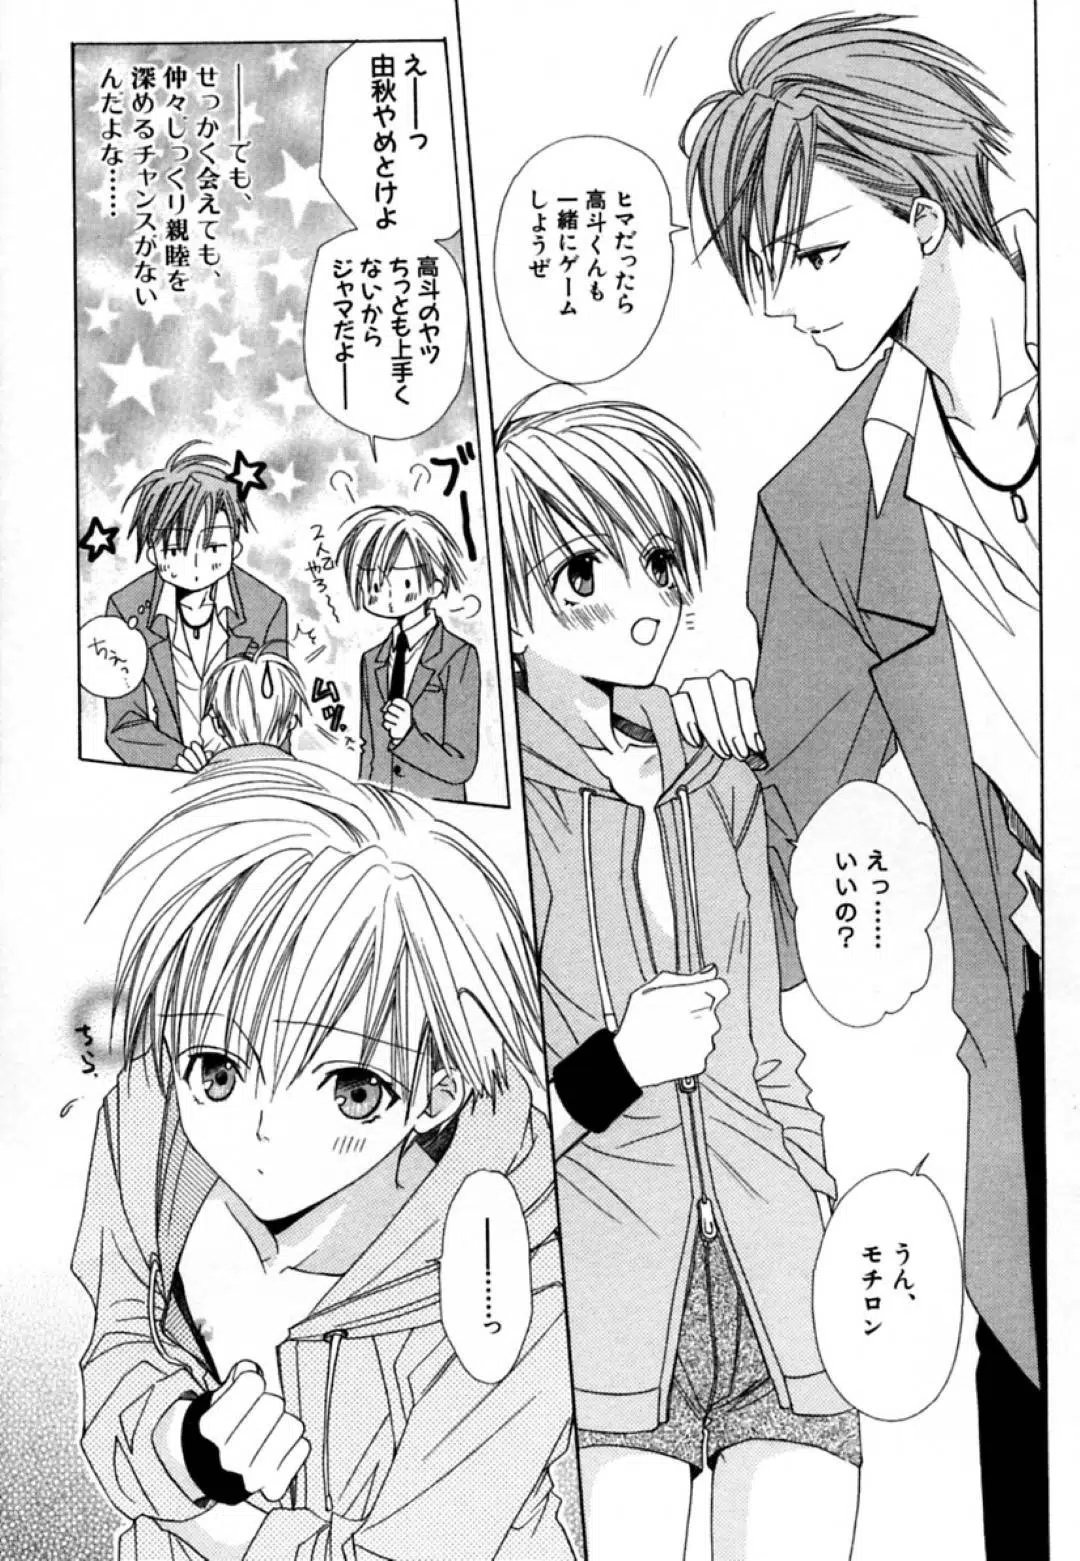 ヒマだったら
高斗くんも
一緒にゲーム
しようぜ
えっ……
いいの？
うん、
モチロン
えーーっ
由秋やめとけよ
高斗のヤツ
ちっとも上手く
ないから
ジャマだよーー
ブーー
ムッ
ちぇっ…
――でも、
せっかく会えても、
仲々じっくり親睦を
深めるチャンスがない
んだよな……
ちら
――……っ